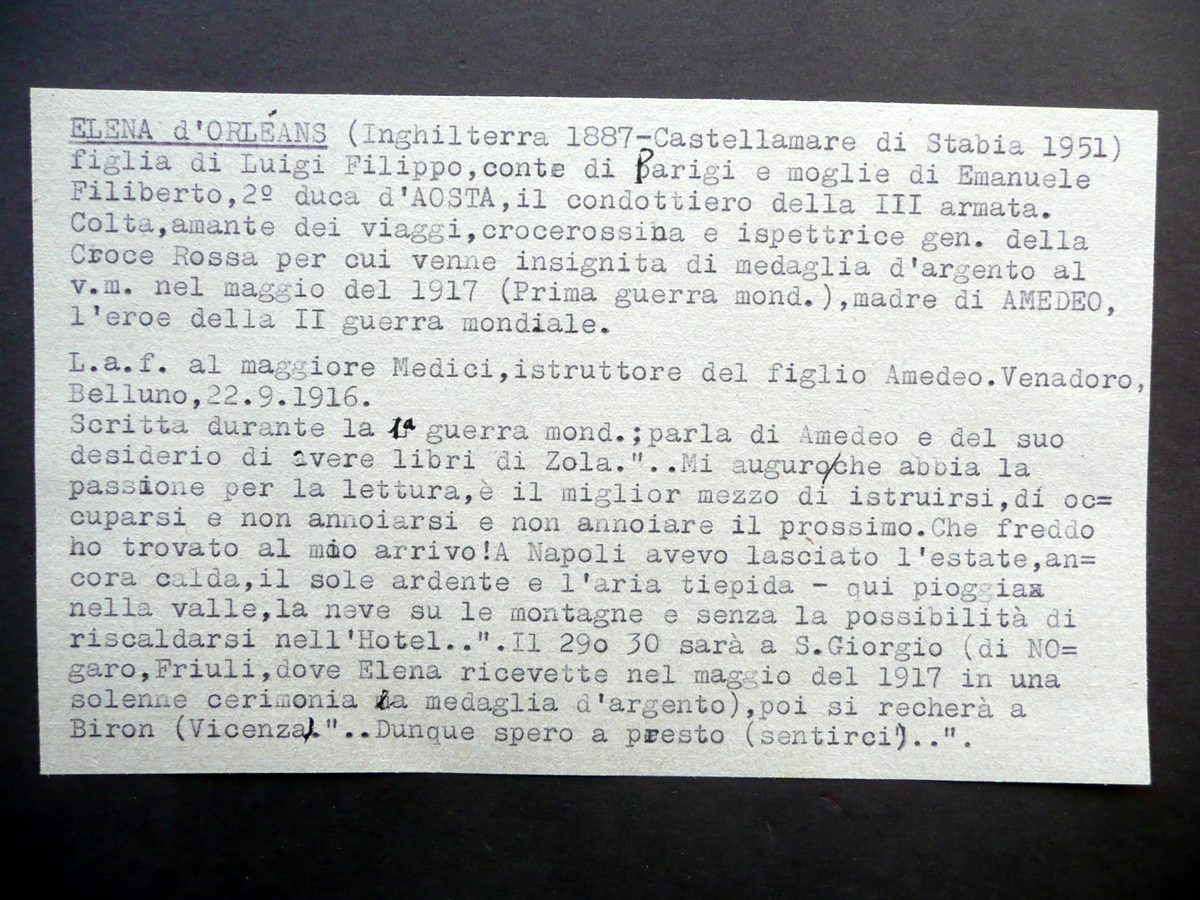 ELENA d'ORLÉANS (Inghilterra 1887-Castellamare di Stabia 1951)
figlia di Luigi Filippo,conte di Parigi e moglie di Emanuele
Filiberto,2º duca d'AOSTA,il condottiero della III armata.
Colta,amante dei viaggi,crocerossina e ispettrice gen. della
Croce Rossa per cui venne insignita di medaglia d'argento al
v.m. nel maggio del 1917 (Prima guerra mond.),madre di AMEDEO,
l'eroe della II guerra mondiale.
L.a.f. al maggiore Medici,istruttore del figlio Amedeo.Venadoro,
Belluno,22.9.1916.
Scritta durante la 1ª guerra mond.;parla di Amedeo e del suo
desiderio di avere libri di Zola."..Mi auguro/che abbia la
passione per la lettura,è il miglior mezzo di istruirsi,di oc=
cuparsi e non annoiarsi e non annoiare il prossimo.Che freddo
ho trovato al mio arrivo!A Napoli avevo lasciato l'estate,an=
cora calda,il sole ardente e l'aria tiepida - qui pioggiax
nella valle,la neve su le montagne e senza la possibilità di
riscaldarsi nell'Hotel..".Il 29o 30 sarà a S.Giorgio (di NO=
garo,Friuli,dove Elena ricevette nel maggio del 1917 in una
solenne cerimonia la medaglia d'argento),poi si recherà a
Biron (Vicenza)."..Dunque spero a presto (sentirci)..".